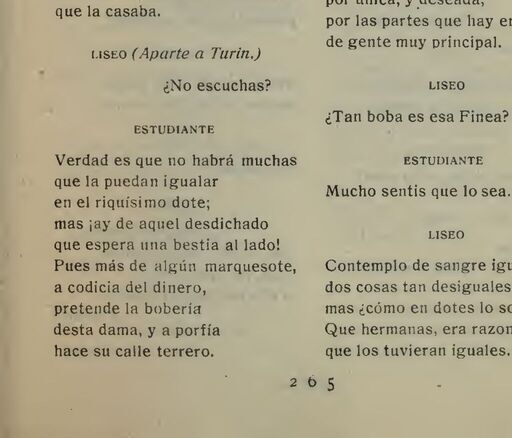 que la casaba.
LISEO (Aparte a Turin.)
¿No escuchas?
ESTUDIANTE
Verdad es que no habrá muchas
que la puedan igualar
en el riquísimo dote;
mas ¡ay de aquel desdichado
que espera una bestia al lado!
Pues más de algún marquesote,
a codicia del dinero,
pretende la bobería
desta dama, y a porfía
hace su calle terrero.
por única, y deseada,
por las partes que hay en
de gente muy principal.
LISEO
¿Tan boba es esa Finea?
ESTUDIANTE
Mucho sentis que lo sea.
LISEO
Contemplo de sangre igu
dos cosas tan desiguales
mas ¿cómo en dotes lo so
Que hermanas, era razon
que los tuvieran iguales.
265